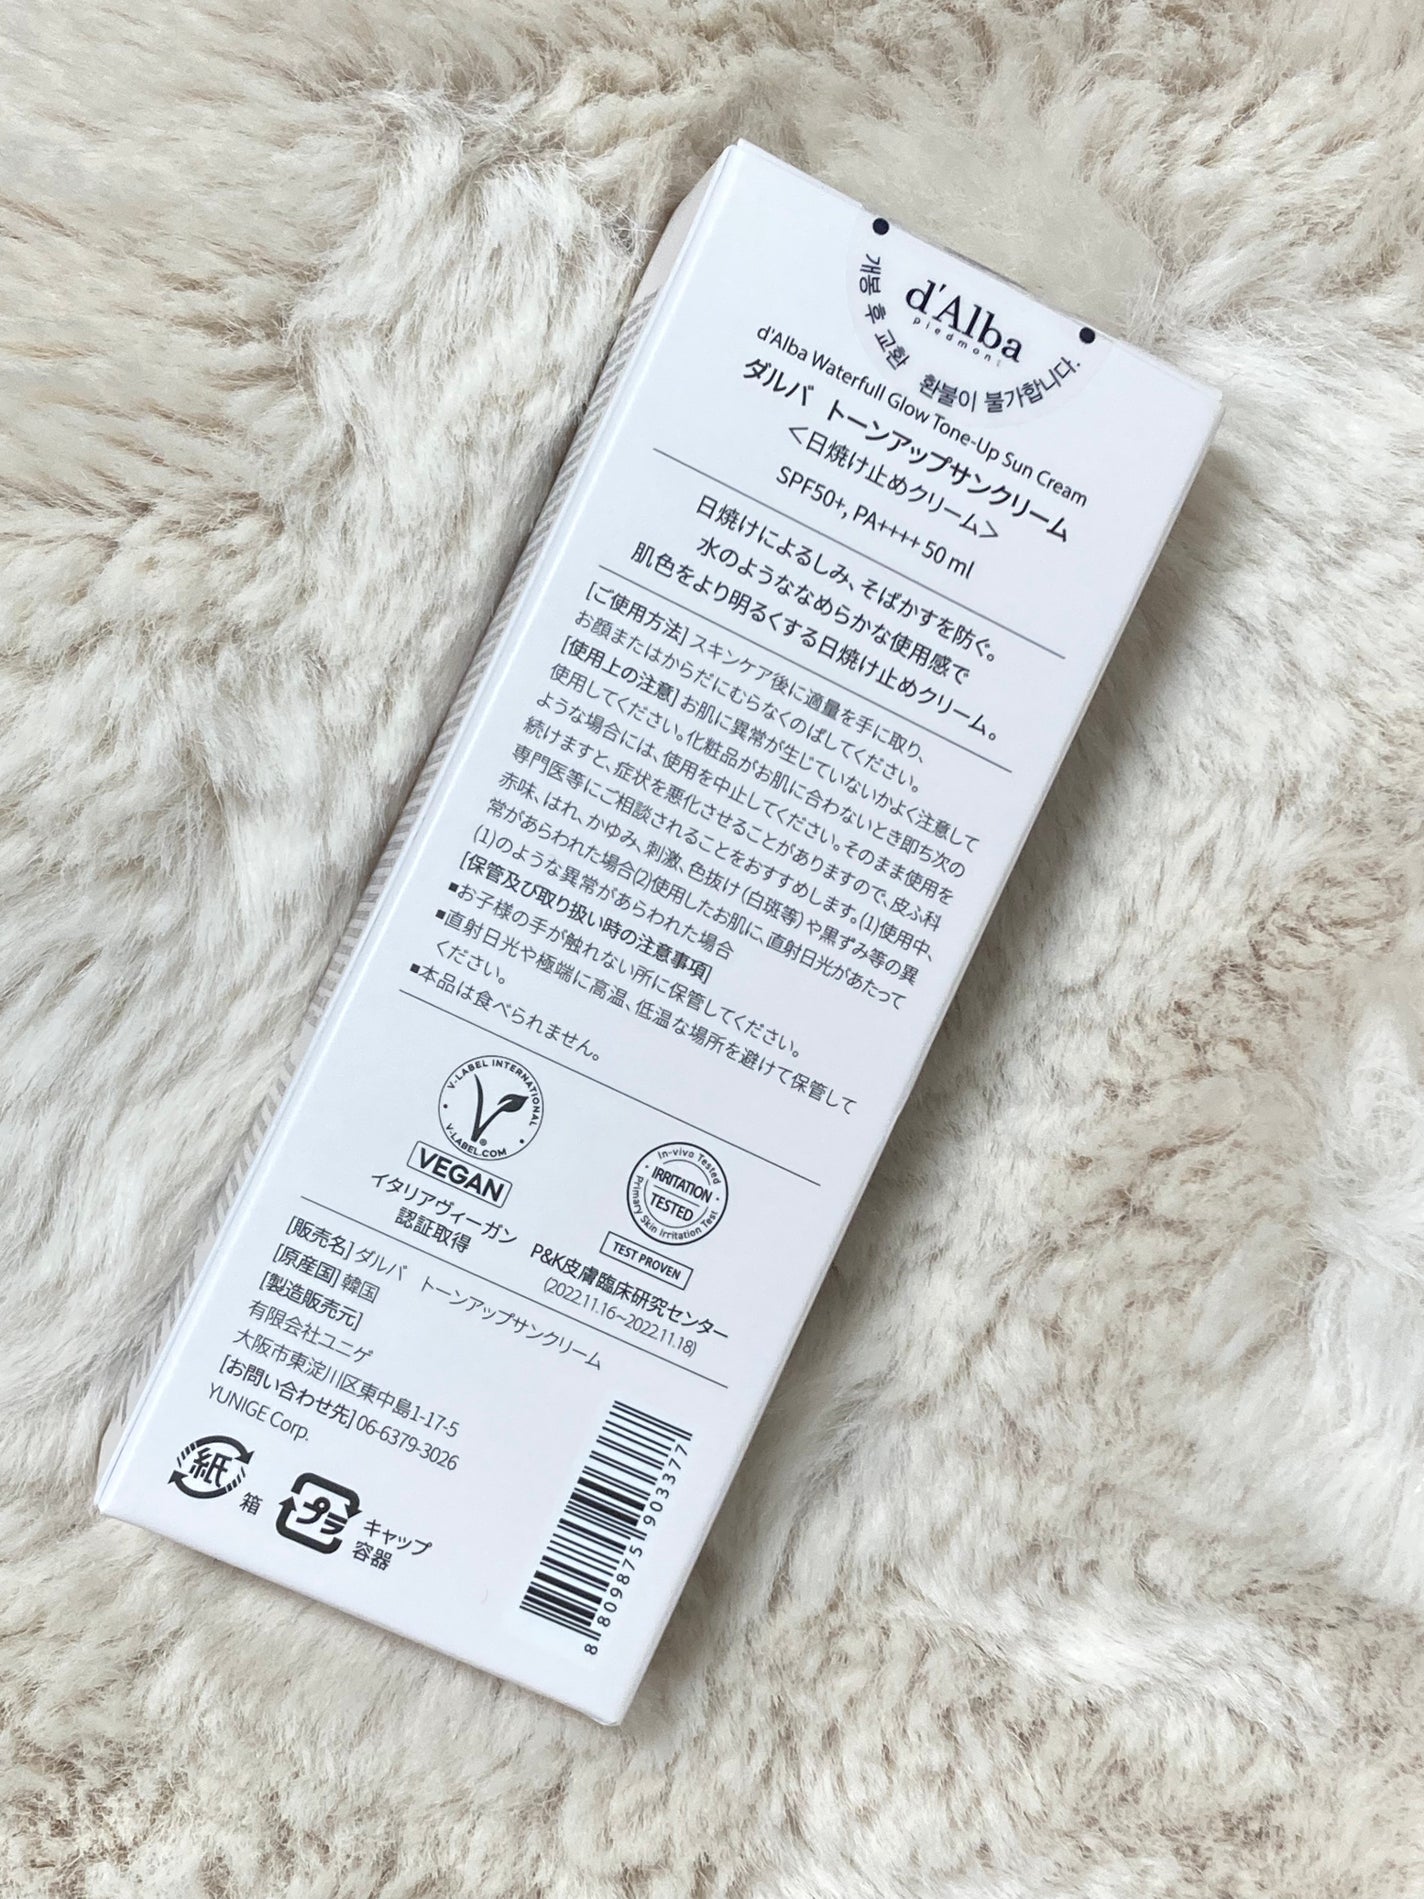 d'Alba
piedmont
개봉 후 교환 환불이 불가합니다.
d'Alba Waterfull Glow Tone-Up Sun Cream
ダルバ トーンアップサンクリーム
＜日焼け止めクリーム＞
SPF50+, PA++++ 50 ml
日焼けによるしみ、そばかすを防ぐ。
水のようななめらかな使用感で
肌色をより明るくする日焼け止めクリーム。
[ご使用方法] スキンケア後に適量を手に取り、
お顔またはからだにむらなくのばしてください。
[使用上の注意] お肌に異常が生じていないかよく注意して
使用してください。化粧品がお肌に合わないとき即ち次の
ような場合には、使用を中止してください。そのまま使用を
続けますと、症状を悪化させることがありますので、皮ふ科
専門医等にご相談されることをおすすめします。(1)使用中、
赤味、はれ、かゆみ、刺激、色抜け (白斑等) や黒ずみ等の異
常があらわれた場合(2)使用したお肌に、直射日光があたって
(1)のような異常があらわれた場合
[保管及び取り扱い時の注意事項]
■お子様の手が触れない所に保管してください。
■直射日光や極端に高温、低温な場所を避けて保管して
ください。
■本品は食べられません。
V-LABEL INTERNATIONAL
V-LABEL.COM
VEGAN
イタリアヴィーガン
認証取得
In-vivo Tested
IRRITATION
TESTED
Primary Skin Irritation Test
TEST PROVEN
P&K皮膚臨床研究センター
(2022.11.16~2022.11.18)
[販売名] ダルバ トーンアップサンクリーム
[原産国] 韓国
[製造販売元]
有限会社ユニゲ
大阪市東淀川区東中島1-17-5
[お問い合わせ先] 06-6379-3026
YUNIGE Corp.
紙
箱
プラ
キャップ
容器
8 809875 903377